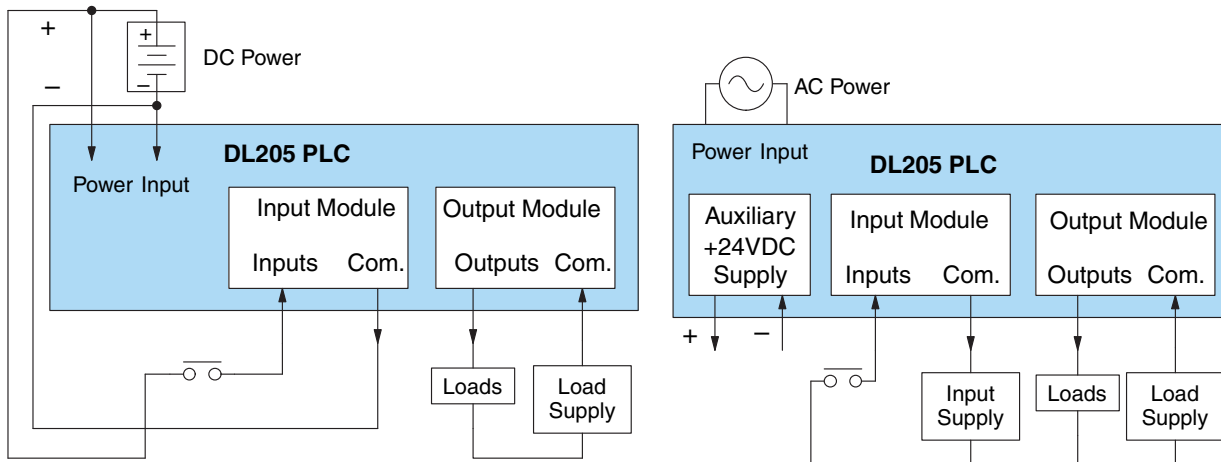 +
–
+
–
DC Power
DL205 PLC
Power Input
Input Module
Inputs Com.
Output Module
Outputs Com.
Loads
Load
Supply
AC Power
Power Input
DL205 PLC
Auxiliary
+24VDC
Supply
+
–
Input Module
Inputs Com.
Output Module
Outputs Com.
Input
Supply
Loads
Load
Supply